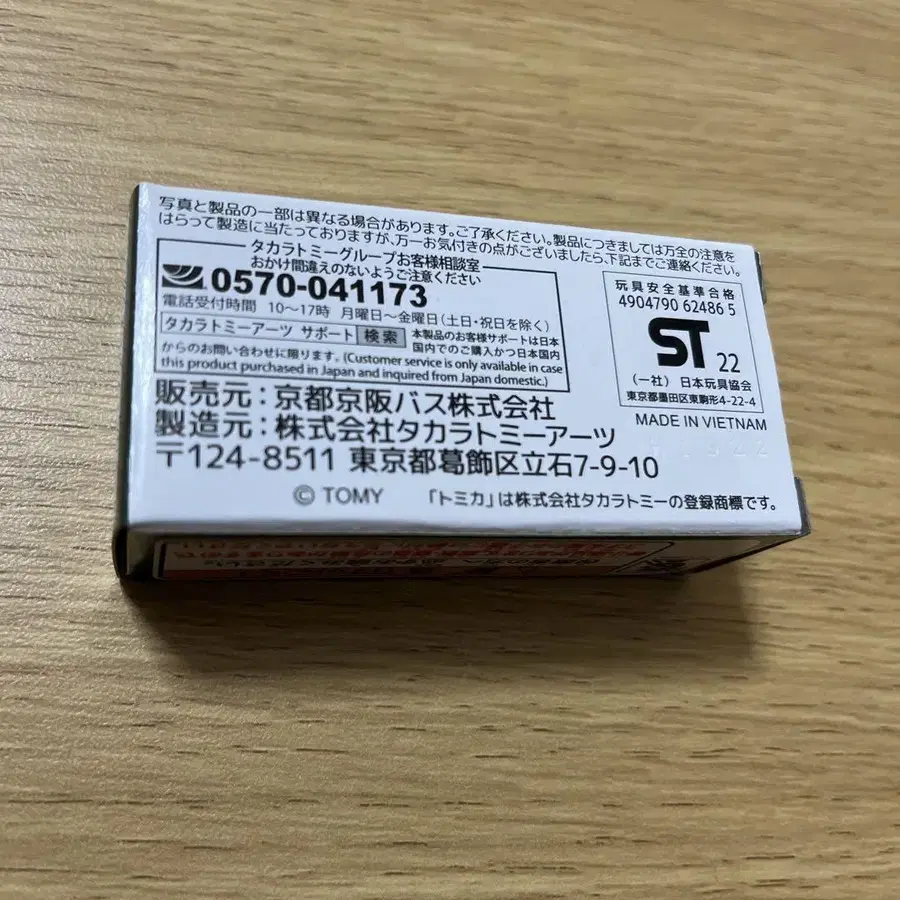 写真と製品の一部は異なる場合があります。ご了承ください。製品につきましては万全の注意を
はらって製造に当たっておりますが、万一お気付きの点がございましたら、下記までご連絡ください。
タカラトミーグループお客様相談室
おかけ間違えのないようご注意ください
0570-041173
電話受付時間 10〜17時 月曜日〜金曜日(土日・祝日を除く)
タカラトミーアーツ サポート 検索 本製品のお客様サポートは日本
国内でのご購入かつ日本国内
からのお問い合わせに限ります。(Customer service is only available in case
this product purchased in Japan and inquired from Japan domestic.)
販売元：京都京阪バス株式会社
製造元：株式会社タカラトミーアーツ
〒124-8511 東京都葛飾区立石7-9-10
© TOMY 「トミカ」は株式会社タカラトミーの登録商標です。
玩具安全基準合格
4904790 62486 5
ST 22
(一社) 日本玩具協会
東京都墨田区東駒形4-22-4
MADE IN VIETNAM